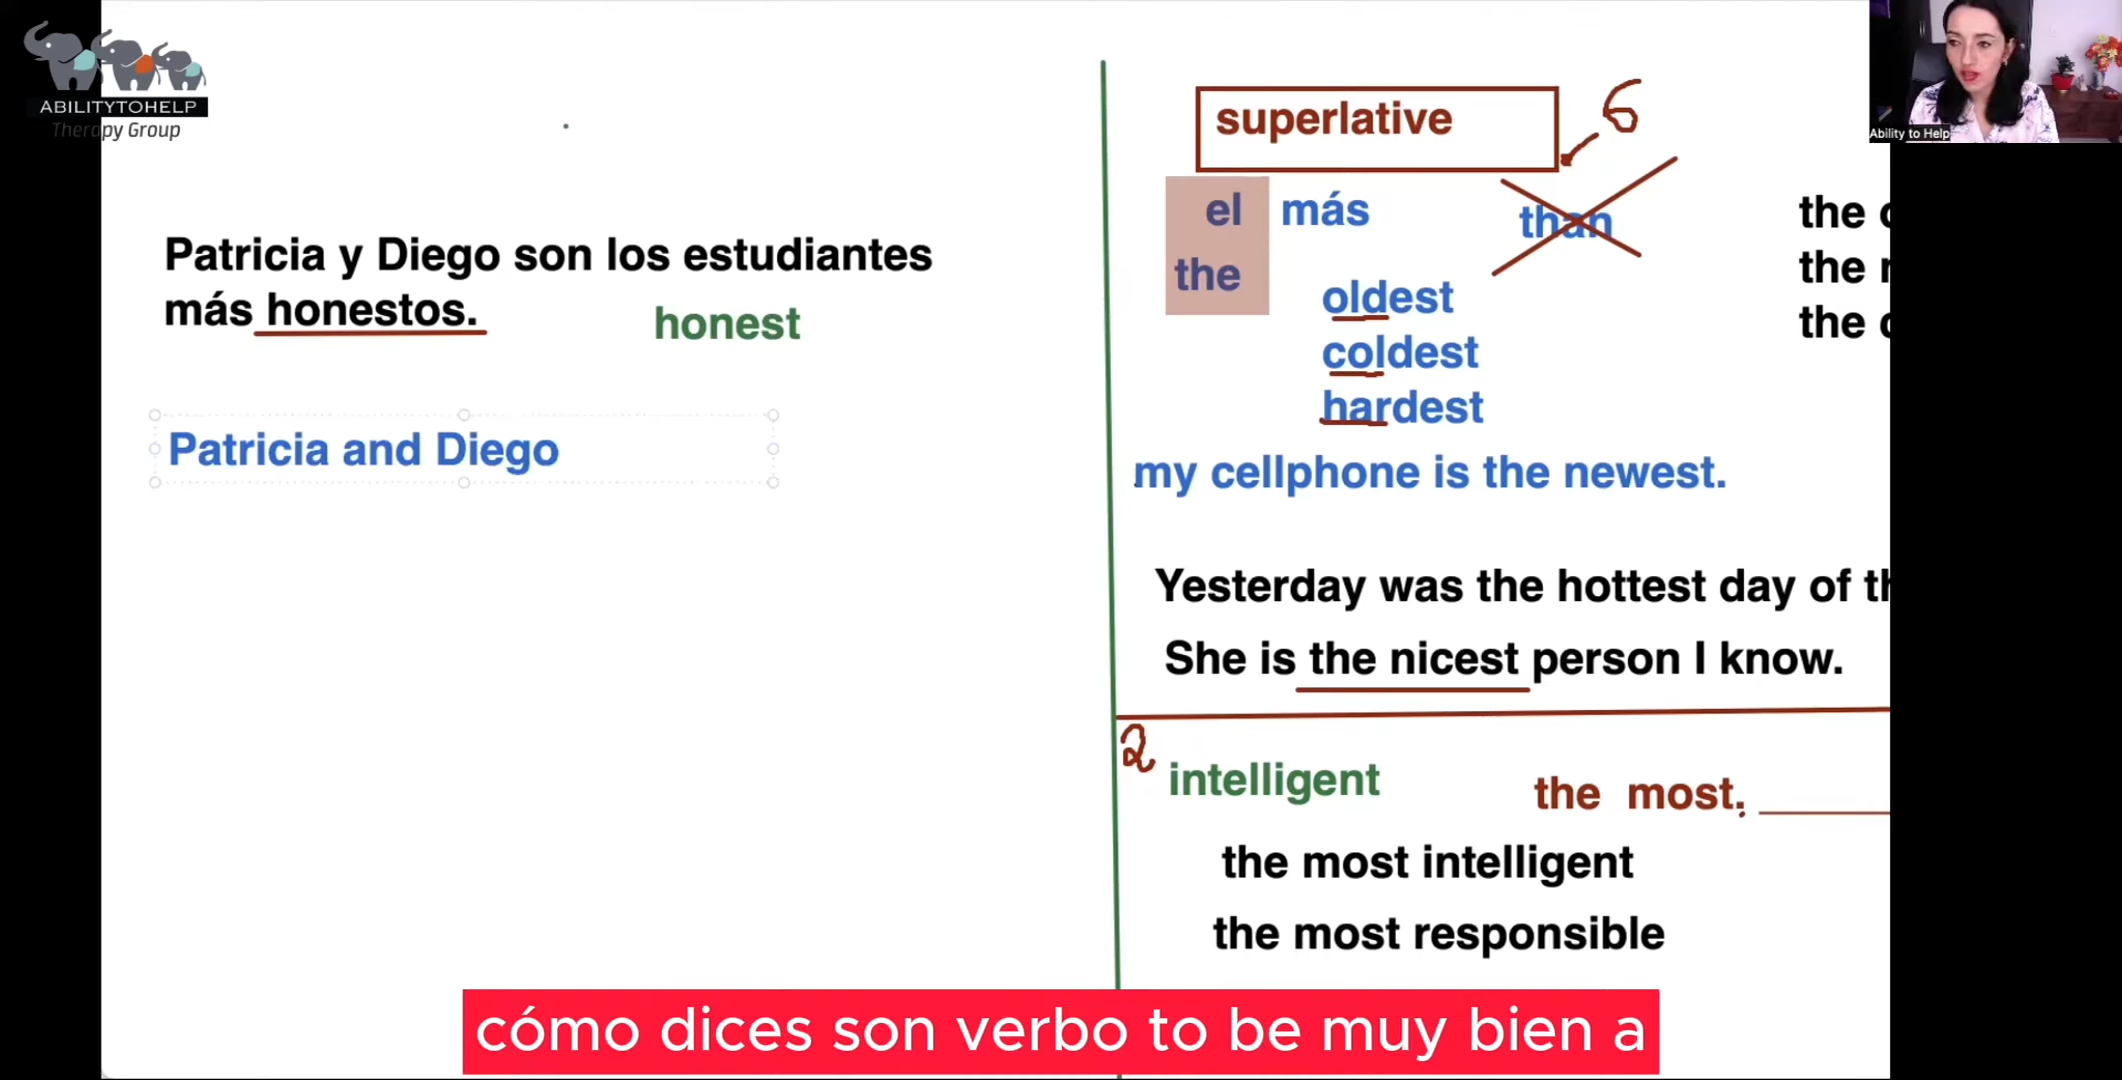 ABILITYTOHELP
Therapy Group
Patricia y Diego son los estudiantes
más honestos.
honest
Patricia and Diego
superlative
6
el más than
the
oldest
coldest
hardest
the
the
the
my cellphone is the newest.
Yesterday was the hottest day of
She is the nicest person I know.
2
intelligent
the most.
the most intelligent
the most responsible
Ability to Help
cómo dices son verbo to be muy bien a